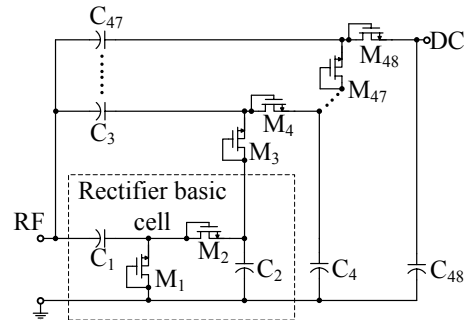 C47
M48
DC
M47
C3
M4
M3
Rectifier basic
cell
RF
C1
M2
M1
C2
C4
C48